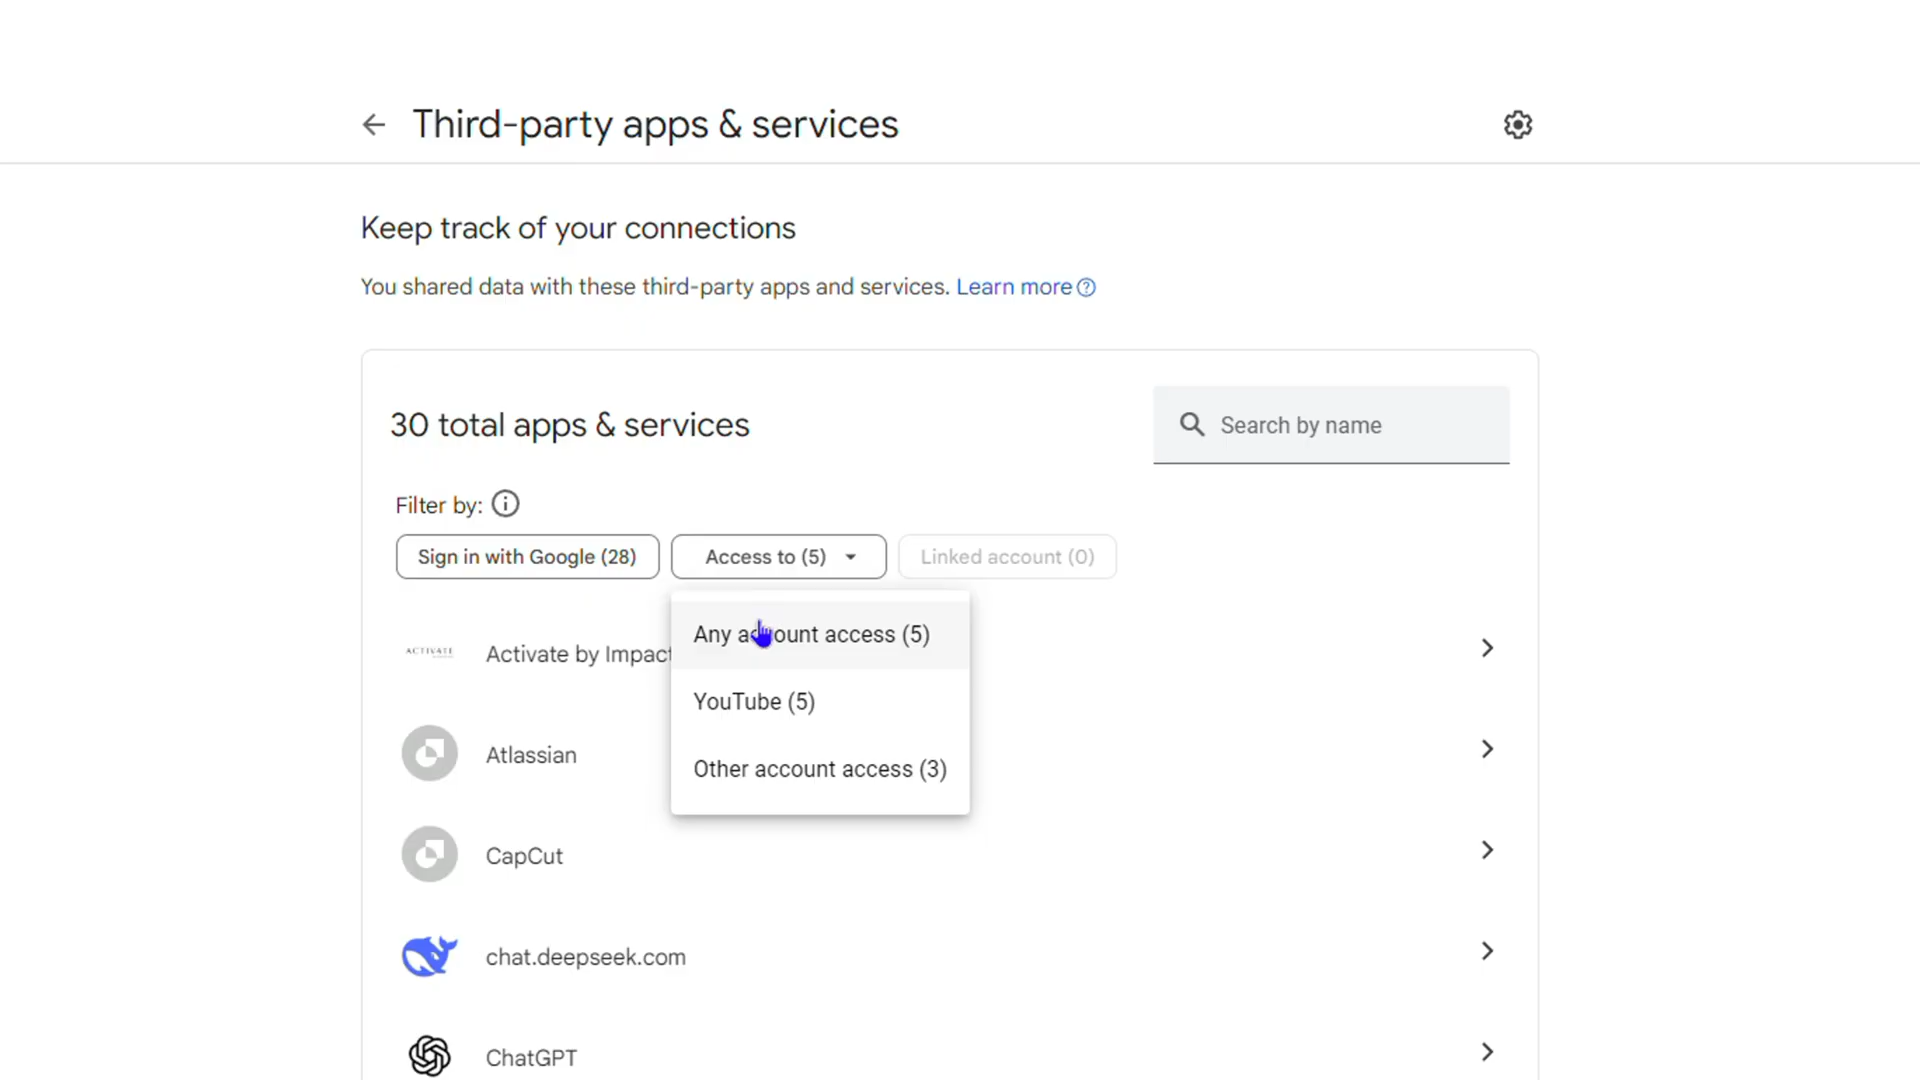 Third-party apps & services
Keep track of your connections
You shared data with these third-party apps and services. Learn more
30 total apps & services
Search by name
Filter by:
Sign in with Google (28)
Access to (5)
Linked account (0)
Any account access (5)
YouTube (5)
Other account access (3)
ACTIVATE
Activate by Impact
Atlassian
CapCut
chat.deepseek.com
ChatGPT